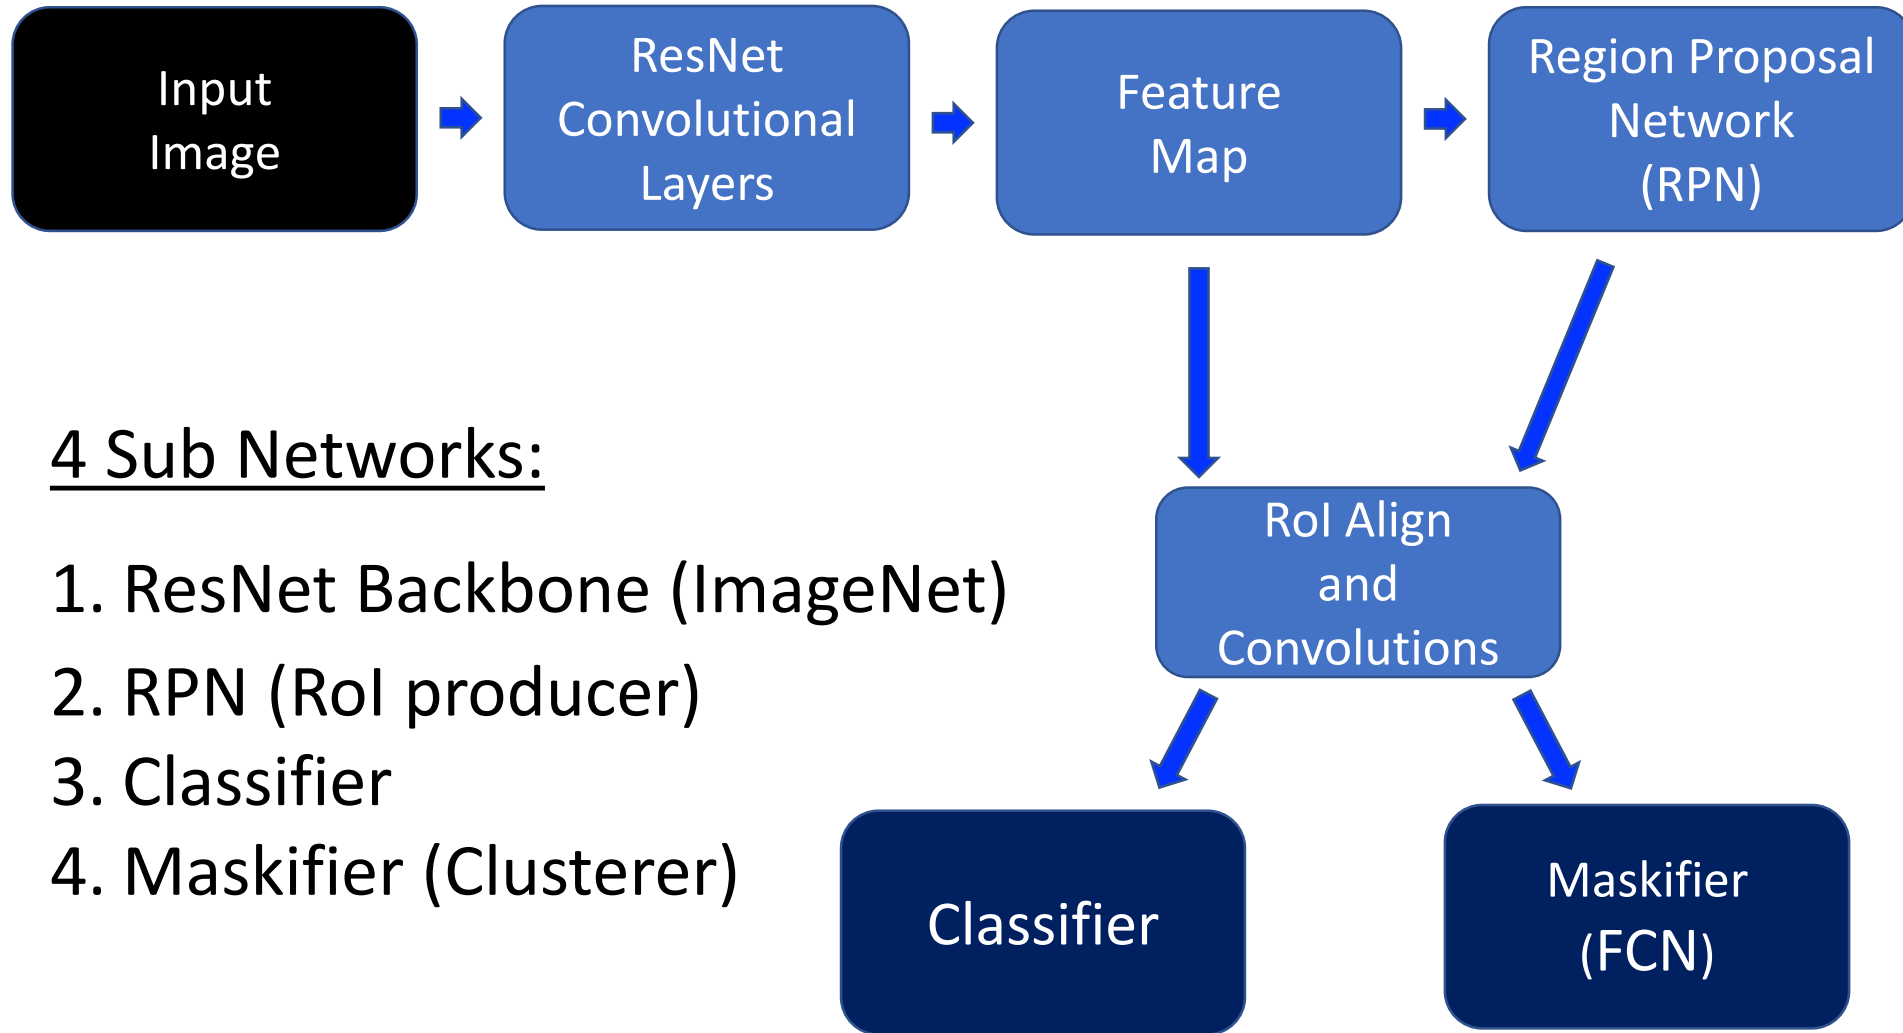 Input
Image
ResNet
Convolutional
Layers
Feature
Map
Region Proposal
Network
(RPN)
4 Sub Networks:
1. ResNet Backbone (ImageNet)
2. RPN (RoI producer)
3. Classifier
4. Maskifier (Clusterer)
RoI Align
and
Convolutions
Classifier
Maskifier
(FCN)